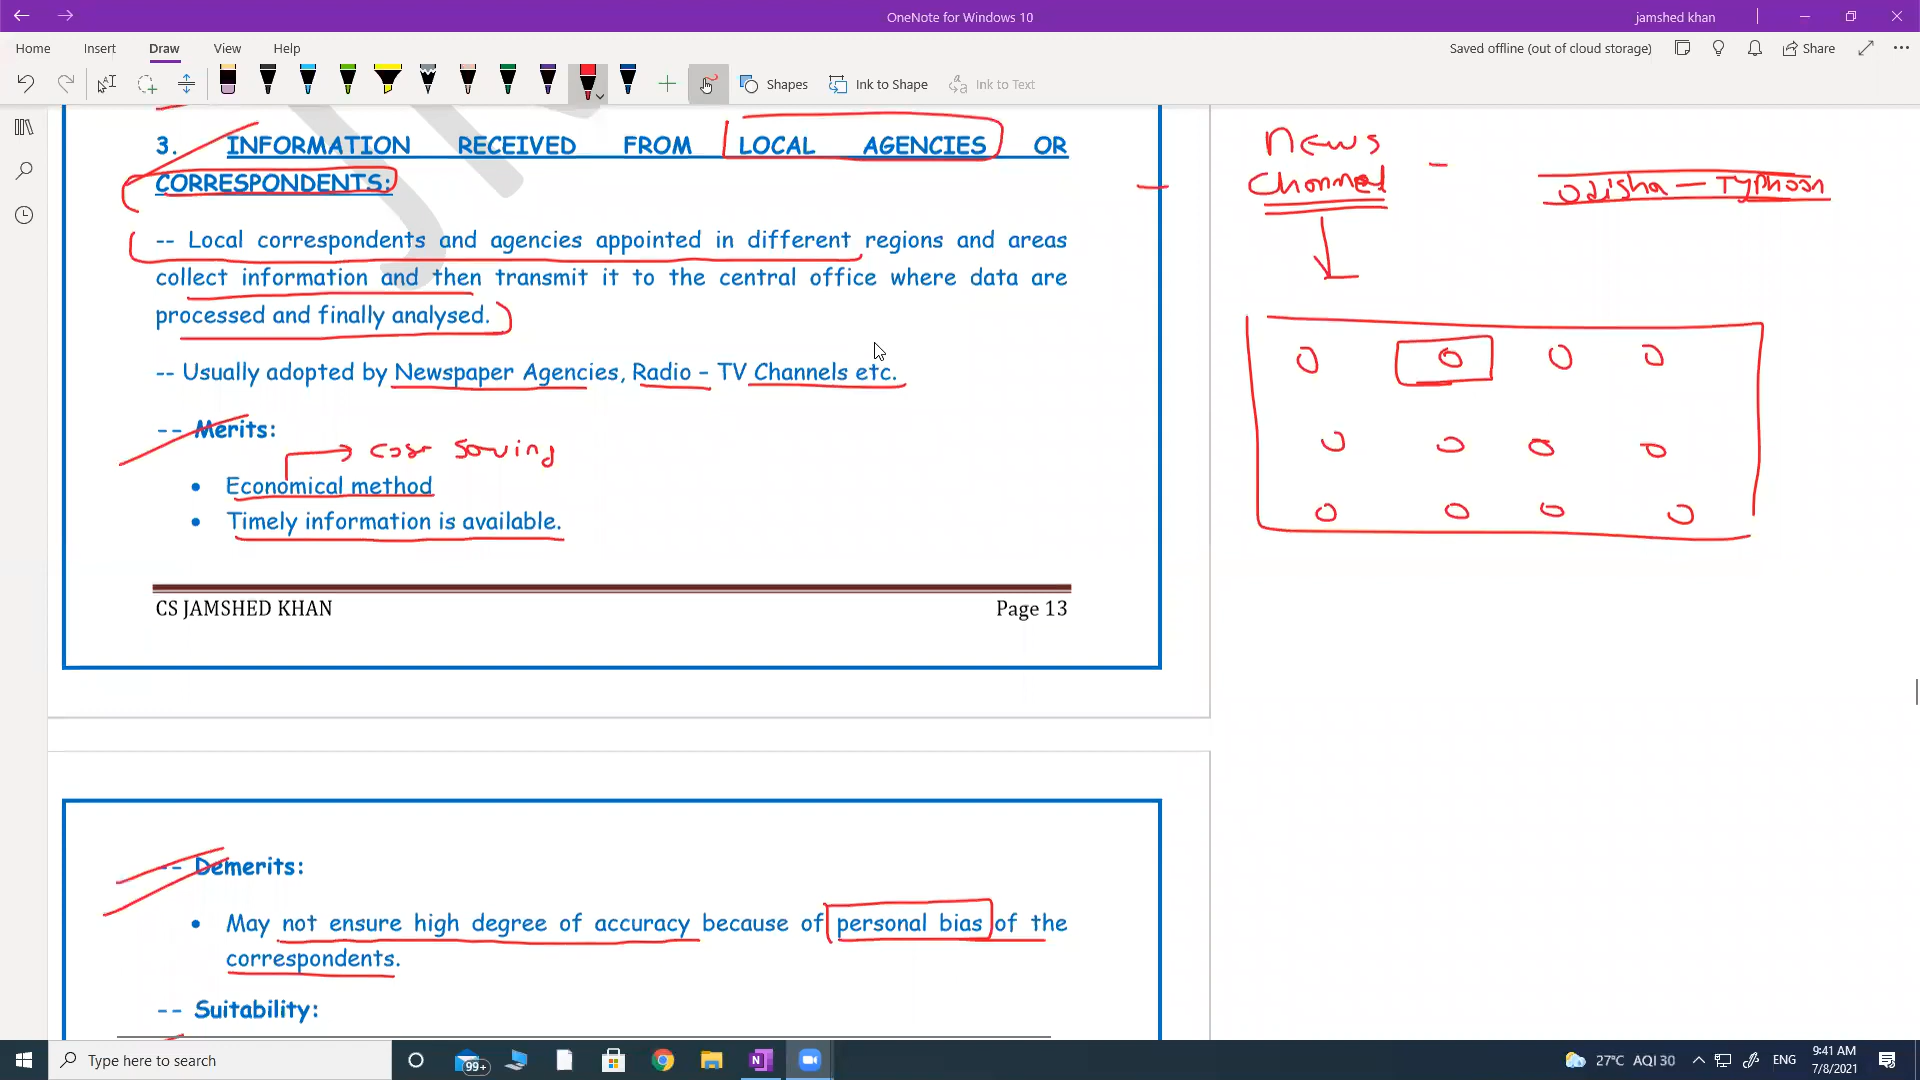 OneNote for Windows 10
jamshed khan
Home Insert Draw View Help
Saved offline (out of cloud storage)
Share
Shapes
Ink to Shape
Ink to Text
3. INFORMATION RECEIVED FROM LOCAL AGENCIES OR
CORRESPONDENTS:
-- Local correspondents and agencies appointed in different regions and areas
collect information and then transmit it to the central office where data are
processed and finally analysed.
-- Usually adopted by Newspaper Agencies, Radio – TV Channels etc.
-- Merits:
cost saving
• Economical method
• Timely information is available.
CS JAMSHED KHAN
Page 13
News
Channel -
Odisha - Typhoon
-- Demerits:
• May not ensure high degree of accuracy because of personal bias of the
correspondents.
-- Suitability:
Type here to search
99+
27°C AQI 30
ENG
9:41 AM
7/8/2021